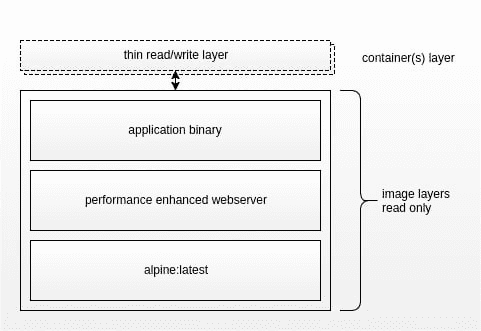 thin read/write layer
container(s) layer
application binary
performance enhanced webserver
image layers
read only
alpine:latest